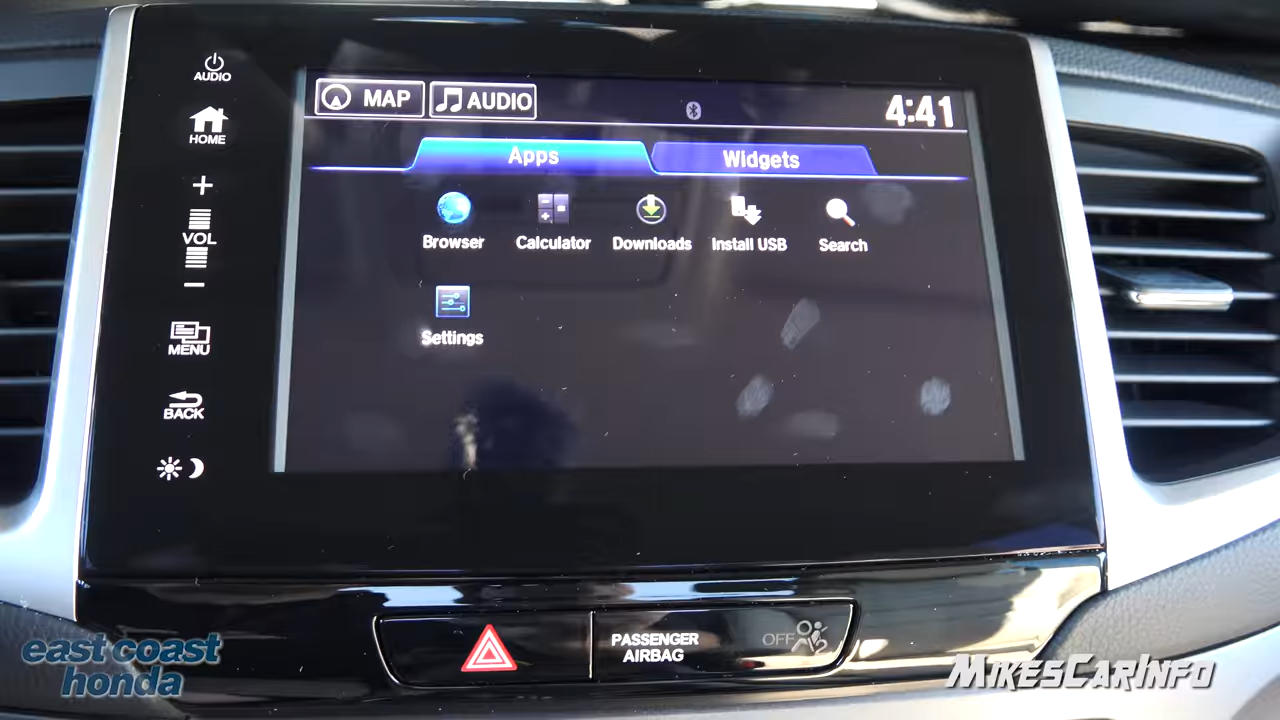 AUDIO
HOME
VOL
MENU
BACK
MAP
AUDIO
4:41
Apps
Widgets
Browser
Calculator
Downloads
Install USB
Search
Settings
PASSENGER
AIRBAG
OFF
east coast
honda
MIKESCARINFO